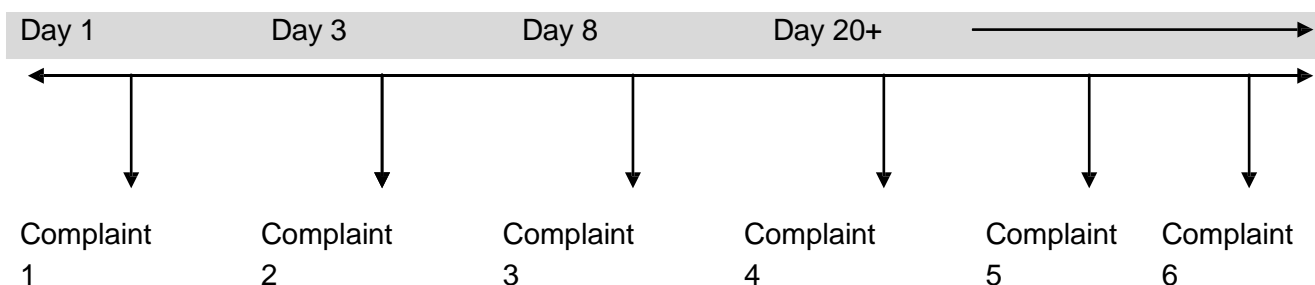 Day 1 Day 3 Day 8 Day 20+
Complaint Complaint Complaint Complaint Complaint Complaint
1 2 3 4 5 6